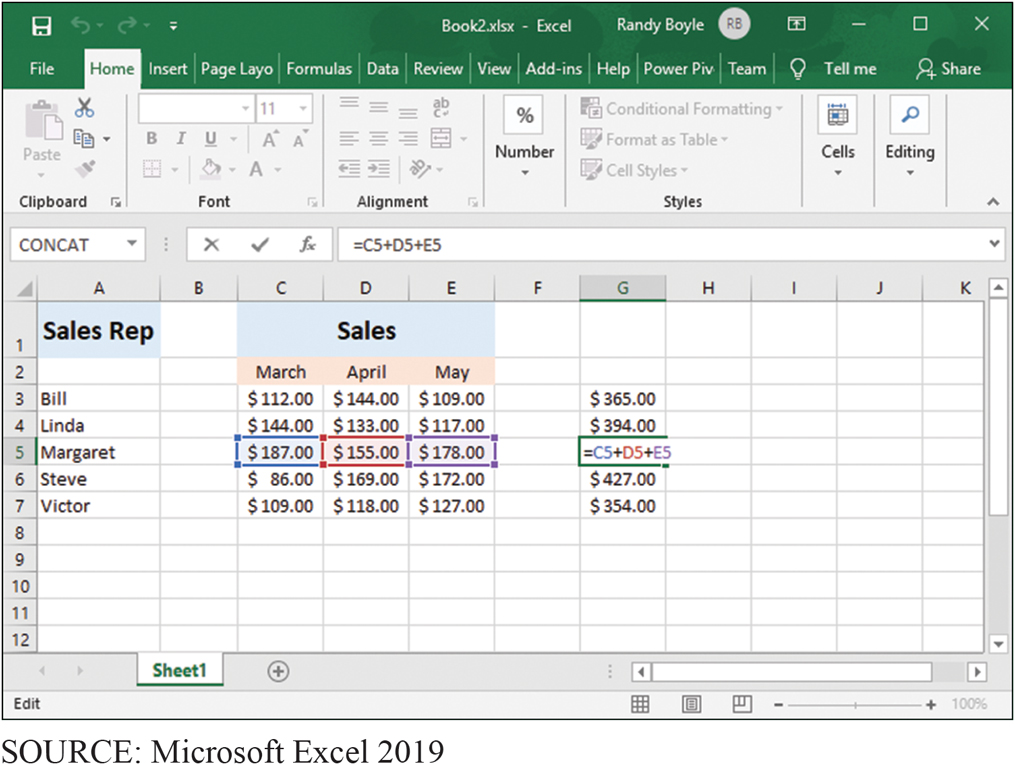 Book2.xlsx - Excel Randy Boyle RB
File Home Insert Page Layo Formulas Data Review View Add-ins Help Power Piv Team Tell me Share
11 ab
Conditional Formatting
B I U A A %
Paste Number Format as Table Cells Editing
A Cell Styles
Clipboard Font Alignment Styles
CONCAT fx =C5+D5+E5
A B C D E F G H I J K
1 Sales Rep Sales
2 March April May
3 Bill $ 112.00 $ 144.00 $ 109.00 $ 365.00
4 Linda $ 144.00 $ 133.00 $ 117.00 $ 394.00
5 Margaret $ 187.00 $ 155.00 $ 178.00 =C5+D5+E5
6 Steve $ 86.00 $ 169.00 $ 172.00 $ 427.00
7 Victor $ 109.00 $ 118.00 $ 127.00 $ 354.00
8
9
10
11
12
Sheet1
Edit 100%
SOURCE: Microsoft Excel 2019